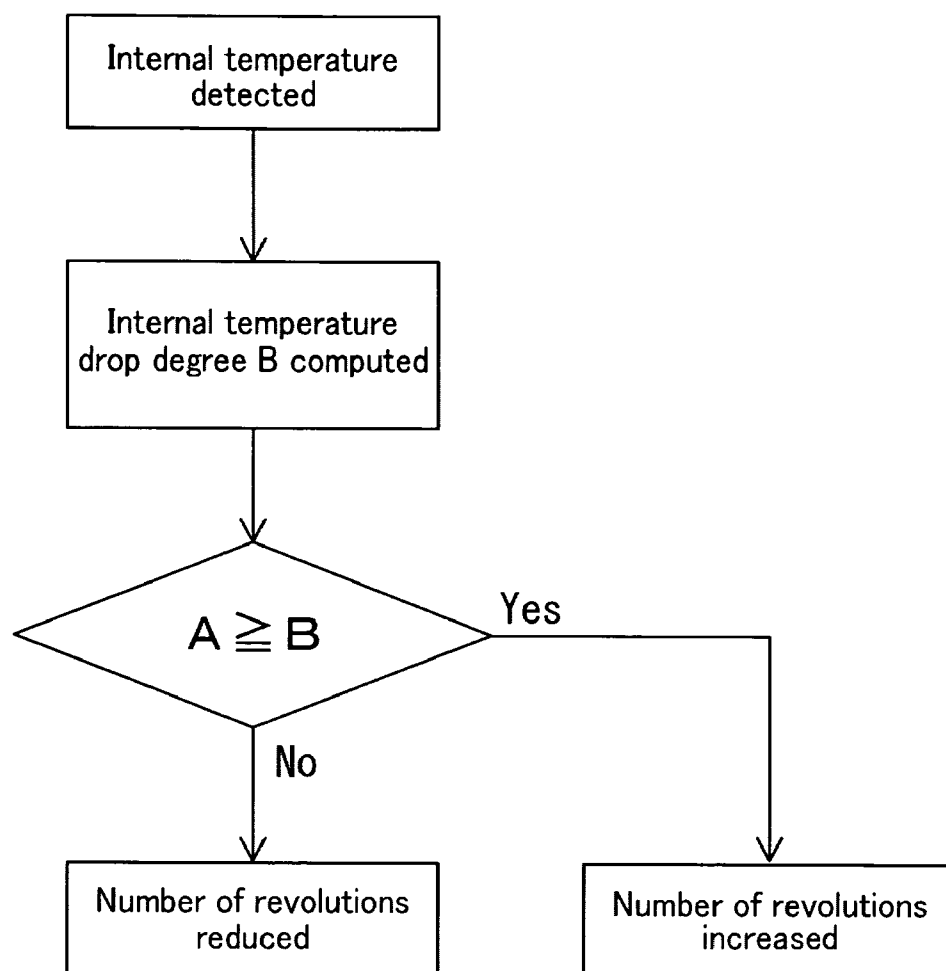 Internal temperature
detected
Internal temperature
drop degree B computed
A ≧ B
Yes
No
Number of revolutions
reduced
Number of revolutions
increased